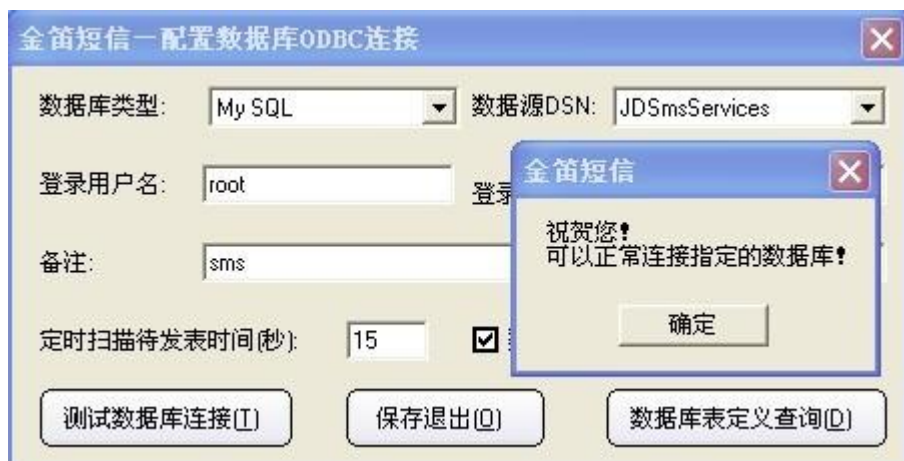 金笛短信一配置数据库ODBC连接
数据库类型: My SQL 数据源DSN: JDSmsServices
登录用户名: root 登录
金笛短信
祝贺您!
可以正常连接指定的数据库!
确定
备注: sms
定时扫描待发表时间(秒): 15
测试数据库连接(T) 保存退出(O) 数据库表定义查询(D)